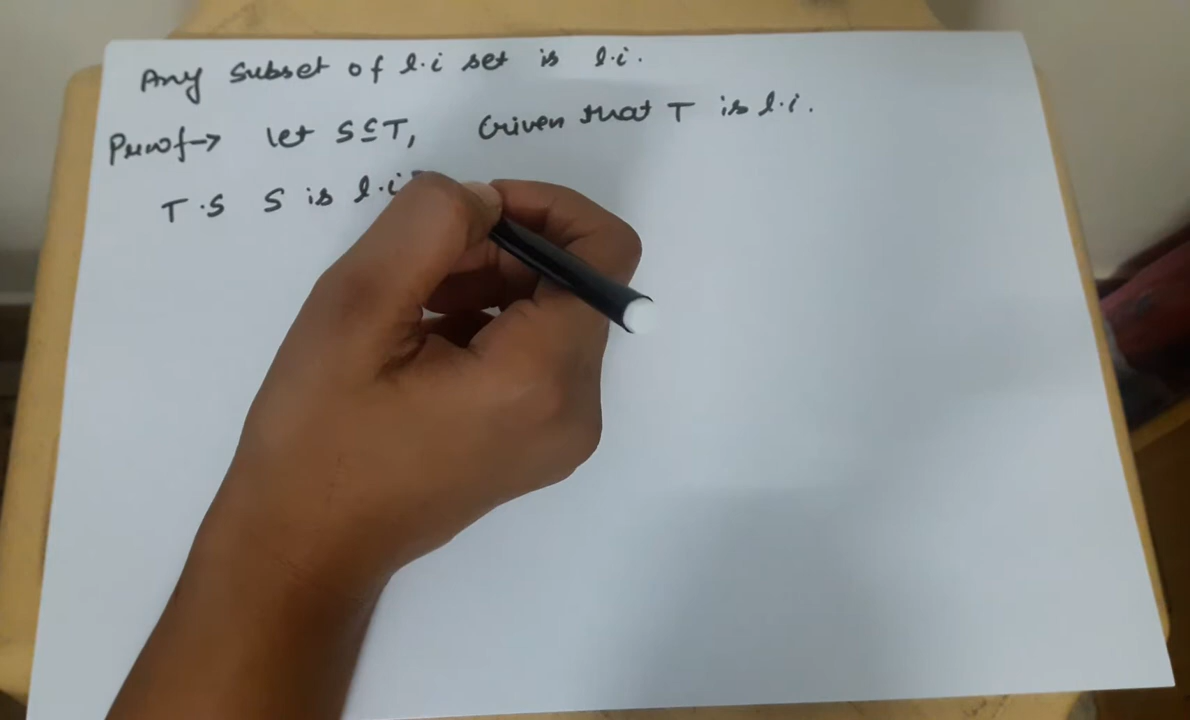 Any subset of l.i set is l.i.
Proof→ let S⊆T, Given that T is l.i.
T.S S is l.i